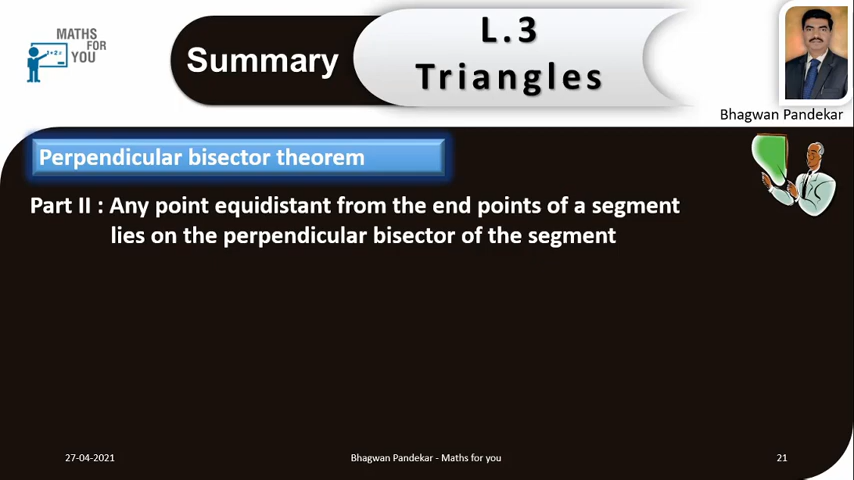 MATHS
FOR
YOU
1+2=
Summary
L.3
Triangles
Bhagwan Pandekar
Perpendicular bisector theorem
Part II : Any point equidistant from the end points of a segment
lies on the perpendicular bisector of the segment
27-04-2021
Bhagwan Pandekar - Maths for you
21